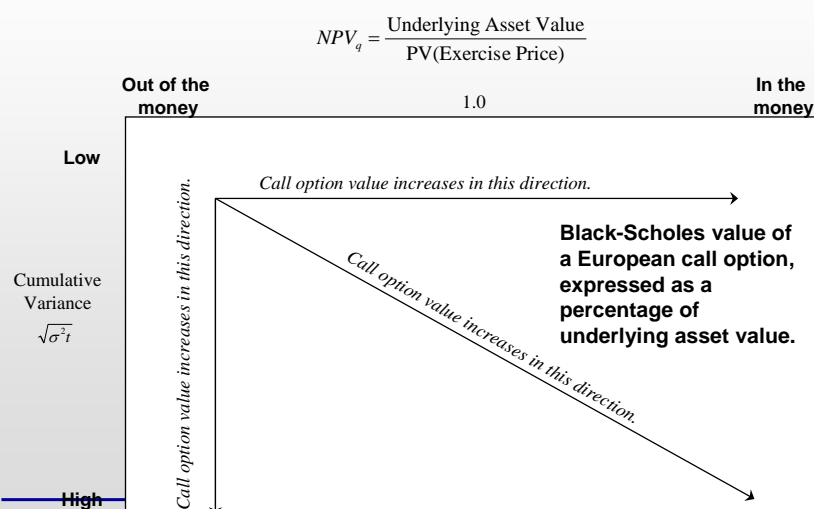 NPVq = Underlying Asset Value / PV(Exercise Price)
Out of the
money
1.0
In the
money
Low
Call option value increases in this direction.
Call option value increases in this direction.
Call option value increases in this direction.
Black-Scholes value of
a European call option,
expressed as a
percentage of
underlying asset value.
Cumulative
Variance
√σ²t
High